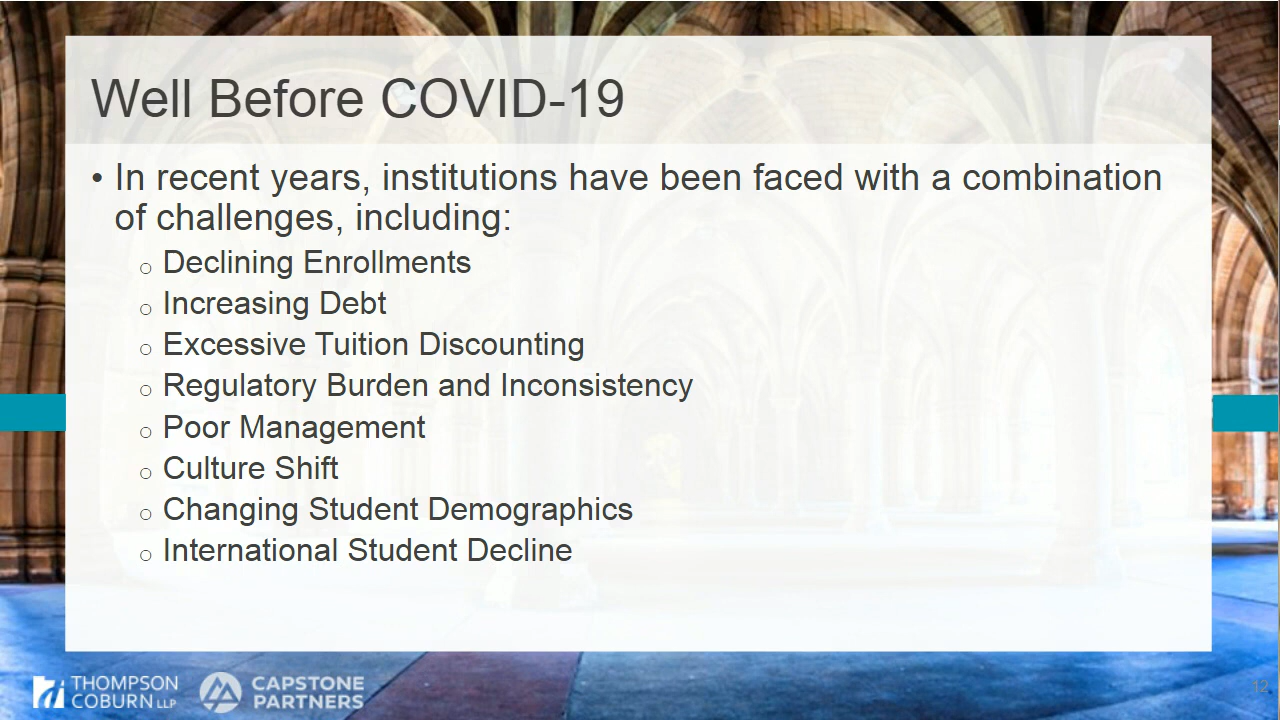 Well Before COVID-19
• In recent years, institutions have been faced with a combination
of challenges, including:
o Declining Enrollments
o Increasing Debt
o Excessive Tuition Discounting
o Regulatory Burden and Inconsistency
o Poor Management
o Culture Shift
o Changing Student Demographics
o International Student Decline
THOMPSON
COBURN LLP
CAPSTONE
PARTNERS
12